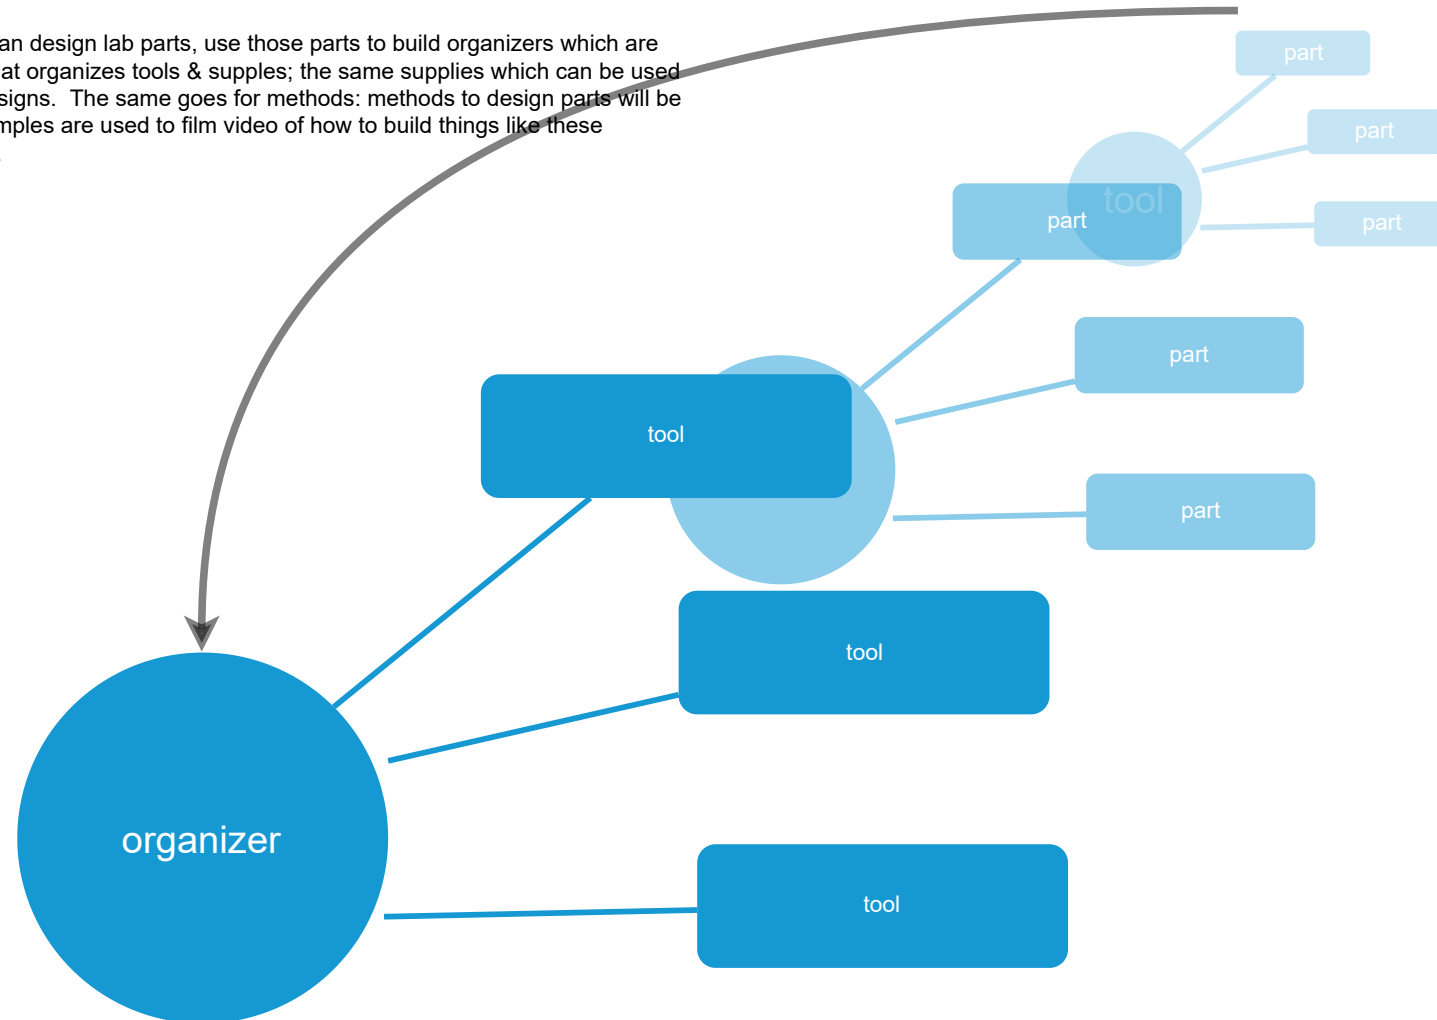 an design lab parts, use those parts to build organizers which are
at organizes tools & supples; the same supplies which can be used
signs.  The same goes for methods: methods to design parts will be
mples are used to film video of how to build things like these
.
part
part
tool
part
part
part
part
tool
part
tool
organizer
tool